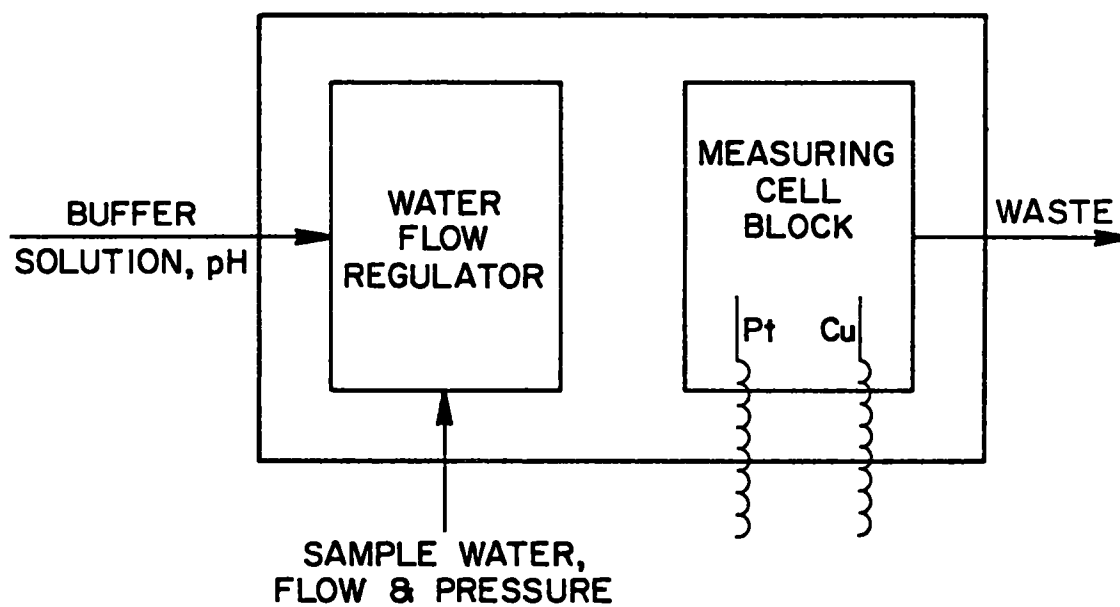 BUFFER
SOLUTION, pH
WATER
FLOW
REGULATOR
SAMPLE WATER,
FLOW & PRESSURE
MEASURING
CELL
BLOCK
Pt Cu
WASTE